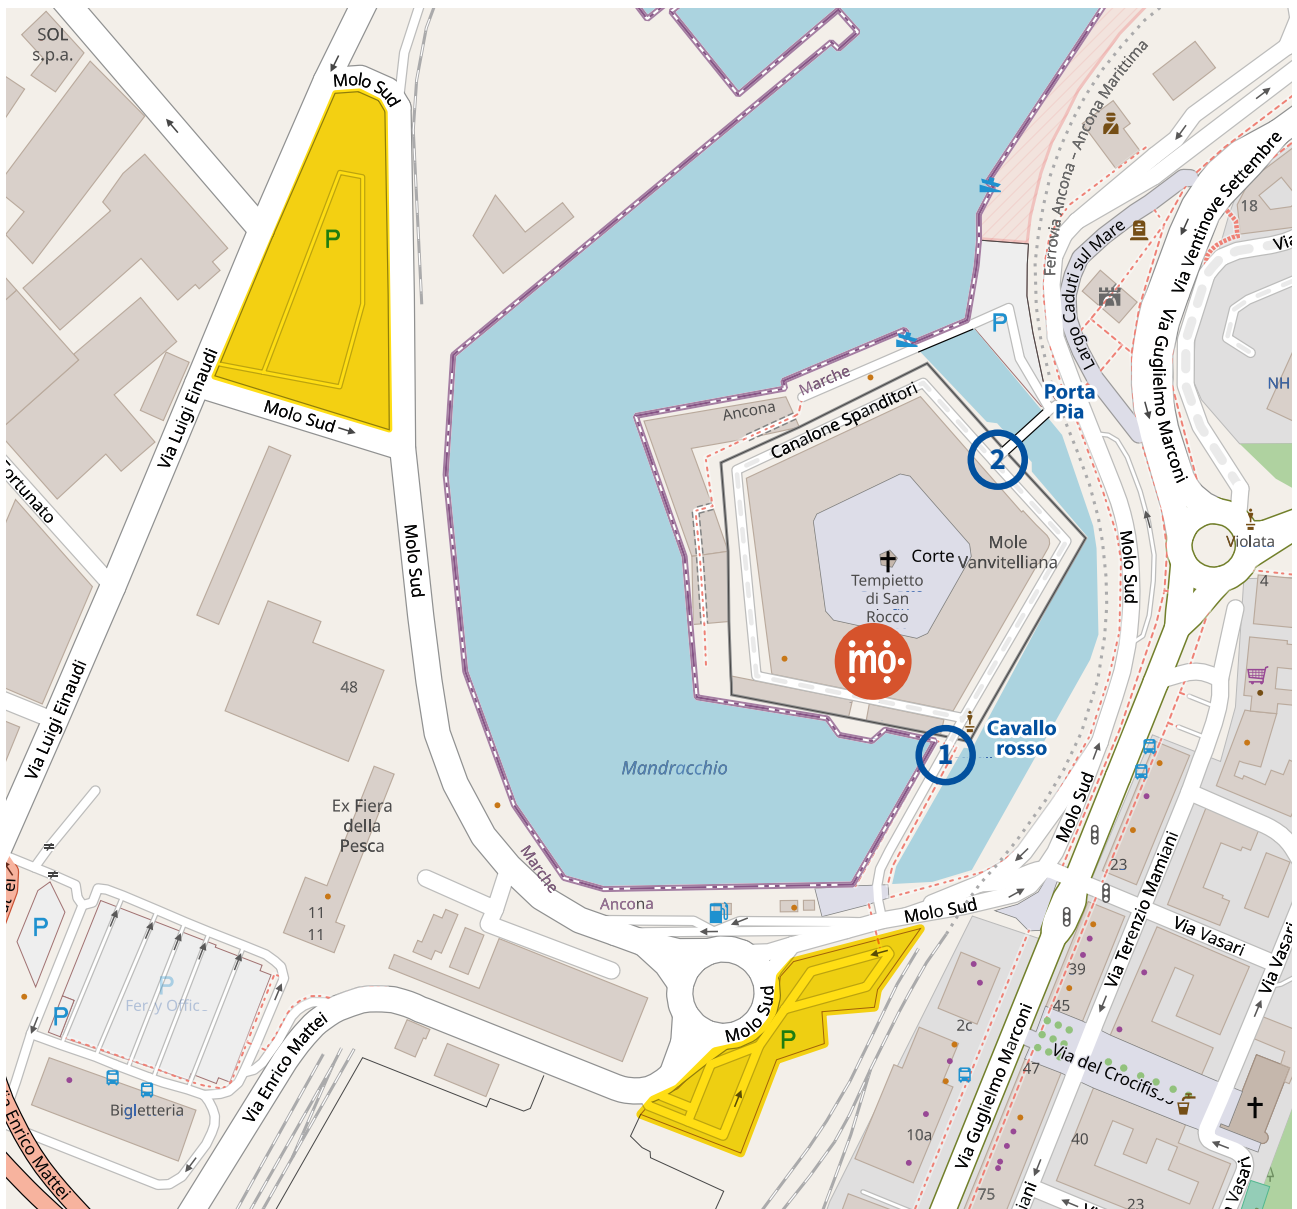 SOL
s.p.a.
Molo Sud
P
Via Luigi Einaudi
Molo Sud
Ferrovia Ancona – Ancona Marittima
Via Ventinove Settembre
18
Largo Caduti sul Mare
Via Guglielmo Marconi
NH
P
Marche
Ancona
Canalone Spanditori
Porta
Pia
2
Mole
Vanvitelliana
Corte
Tempietto
di San
Rocco
mo
Violata
4
Molo Sud
Molo Sud
48
Via Luigi Einaudi
Cavallo
rosso
1
Mandracchio
Ex Fiera
della
Pesca
11
11
Marche
Ancona
Molo Sud
Molo Sud
23
Via Terenzio Mamiani
Via Vasari
Via Vasari
39
45
47
P
P
P
Via Enrico Mattei
Bigletteria
Via Enrico Mattei
Molo Sud
P
2c
10a
Via Guglielmo Marconi
75
40
23
Via del Crocifis
Vasari